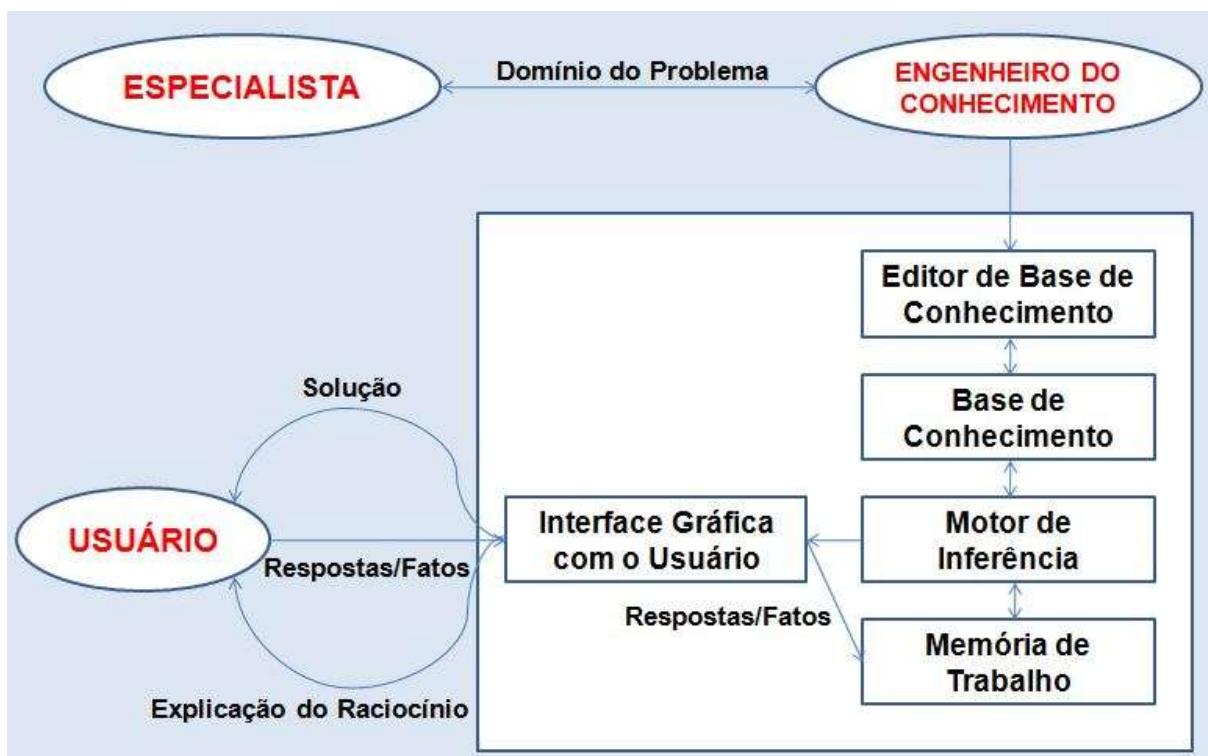 ESPECIALISTA
Domínio do Problema
ENGENHEIRO DO
CONHECIMENTO
Editor de Base de
Conhecimento
Solução
Base de
Conhecimento
USUÁRIO
Respostas/Fatos
Interface Gráfica
com o Usuário
Motor de
Inferência
Respostas/Fatos
Memória de
Trabalho
Explicação do Raciocínio